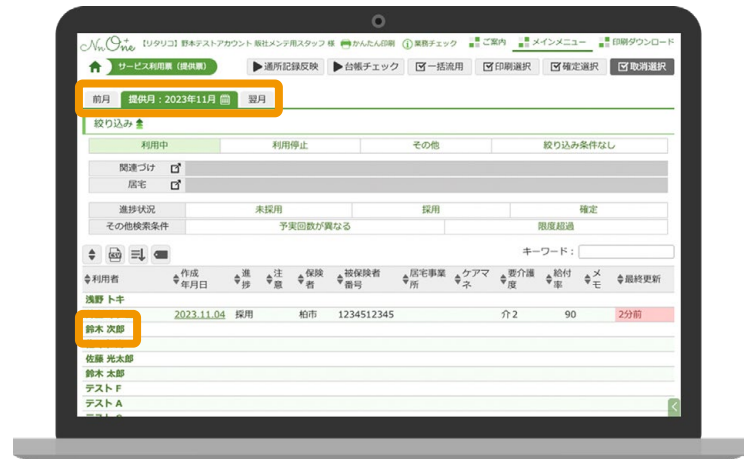 NnOne 【リタリコ】野本テストアカウント 販社メンテ用スタッフ 様 かんたん印刷 業務チェック ご案内 メインメニュー 印刷ダウンロード
サービス利用票（提供票） ▶通所記録反映 ▶台帳チェック 一括流用 印刷選択 確定選択 取消選択
前月 提供月：2023年11月 翌月
絞り込み
利用中 利用停止 その他 絞り込み条件なし
関連づけ
居宅
進捗状況 未採用 採用 確定
その他検索条件 予実回数が異なる 限度超過
CSV キーワード：
利用者 作成年月日 進捗 注意 保険者 被保険者番号 居宅事業所 ケアマネ 要介護度 給付率 メモ 最終更新
浅野 トキ
2023.11.04 採用 柏市 1234512345 介2 90 2分前
鈴木 次郎
佐藤 光太郎
鈴木 太郎
テスト F
テスト A